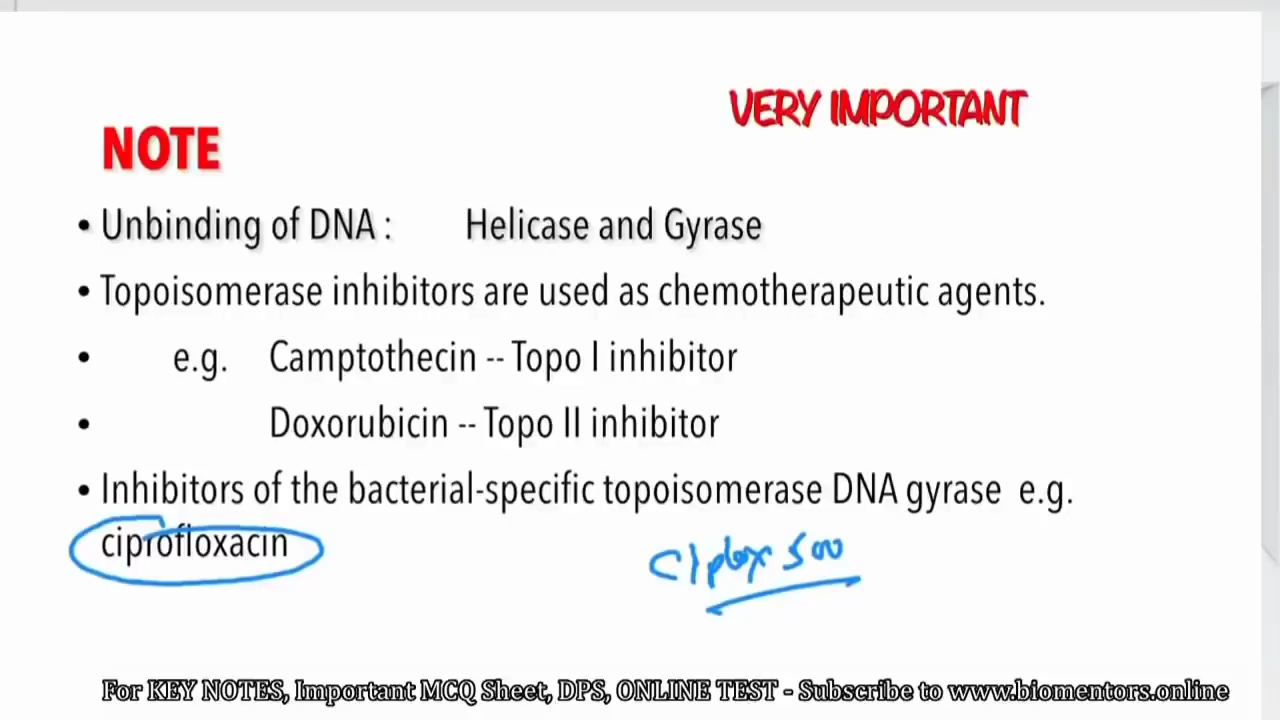 VERY IMPORTANT
NOTE
• Unbinding of DNA : Helicase and Gyrase
• Topoisomerase inhibitors are used as chemotherapeutic agents.
• e.g. Camptothecin -- Topo I inhibitor
• Doxorubicin -- Topo II inhibitor
• Inhibitors of the bacterial-specific topoisomerase DNA gyrase e.g.
ciprofloxacin
Ciplox 500
For KEY NOTES, Important MCQ Sheet, DPS, ONLINE TEST - Subscribe to www.biomentors.online